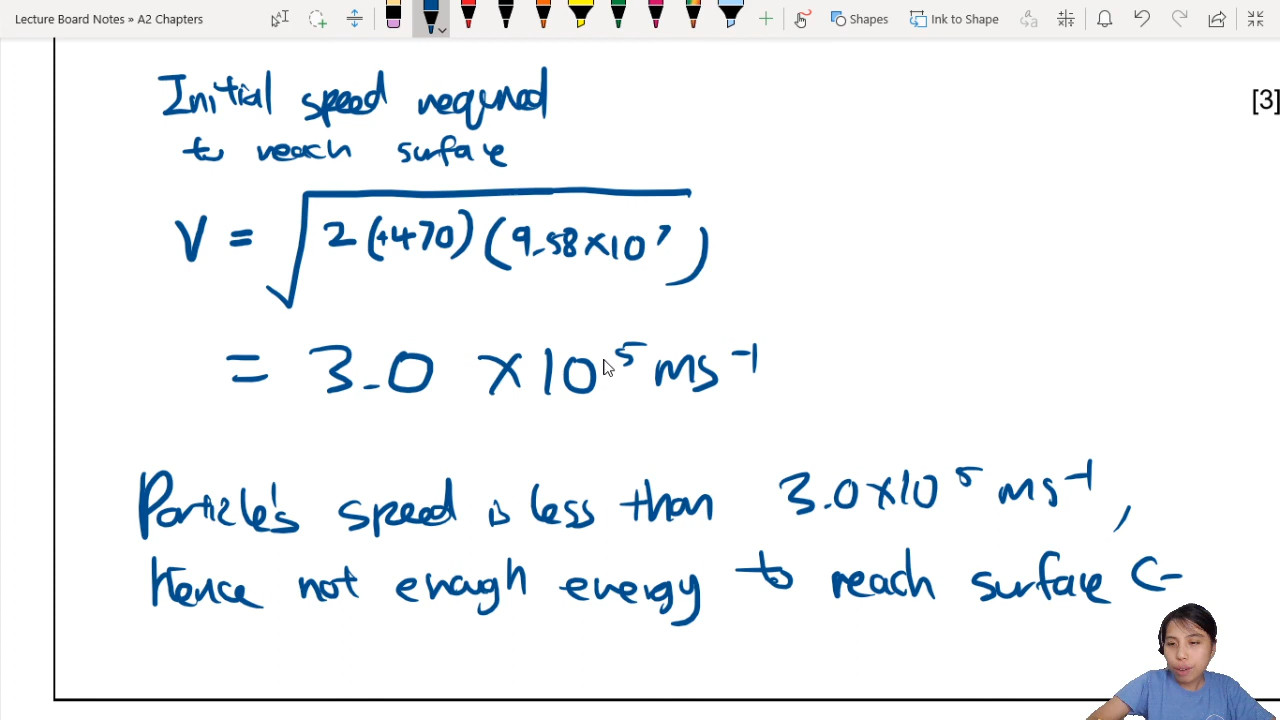 Lecture Board Notes » A2 Chapters
Shapes
Ink to Shape
Initial speed required
[3]
to reach surface
V = √2(+470)(9.58×10⁷)
= 3.0 ×10⁵ ms⁻¹
Particle's speed is less than 3.0×10⁵ ms⁻¹,
Hence not enough energy to reach surface C-